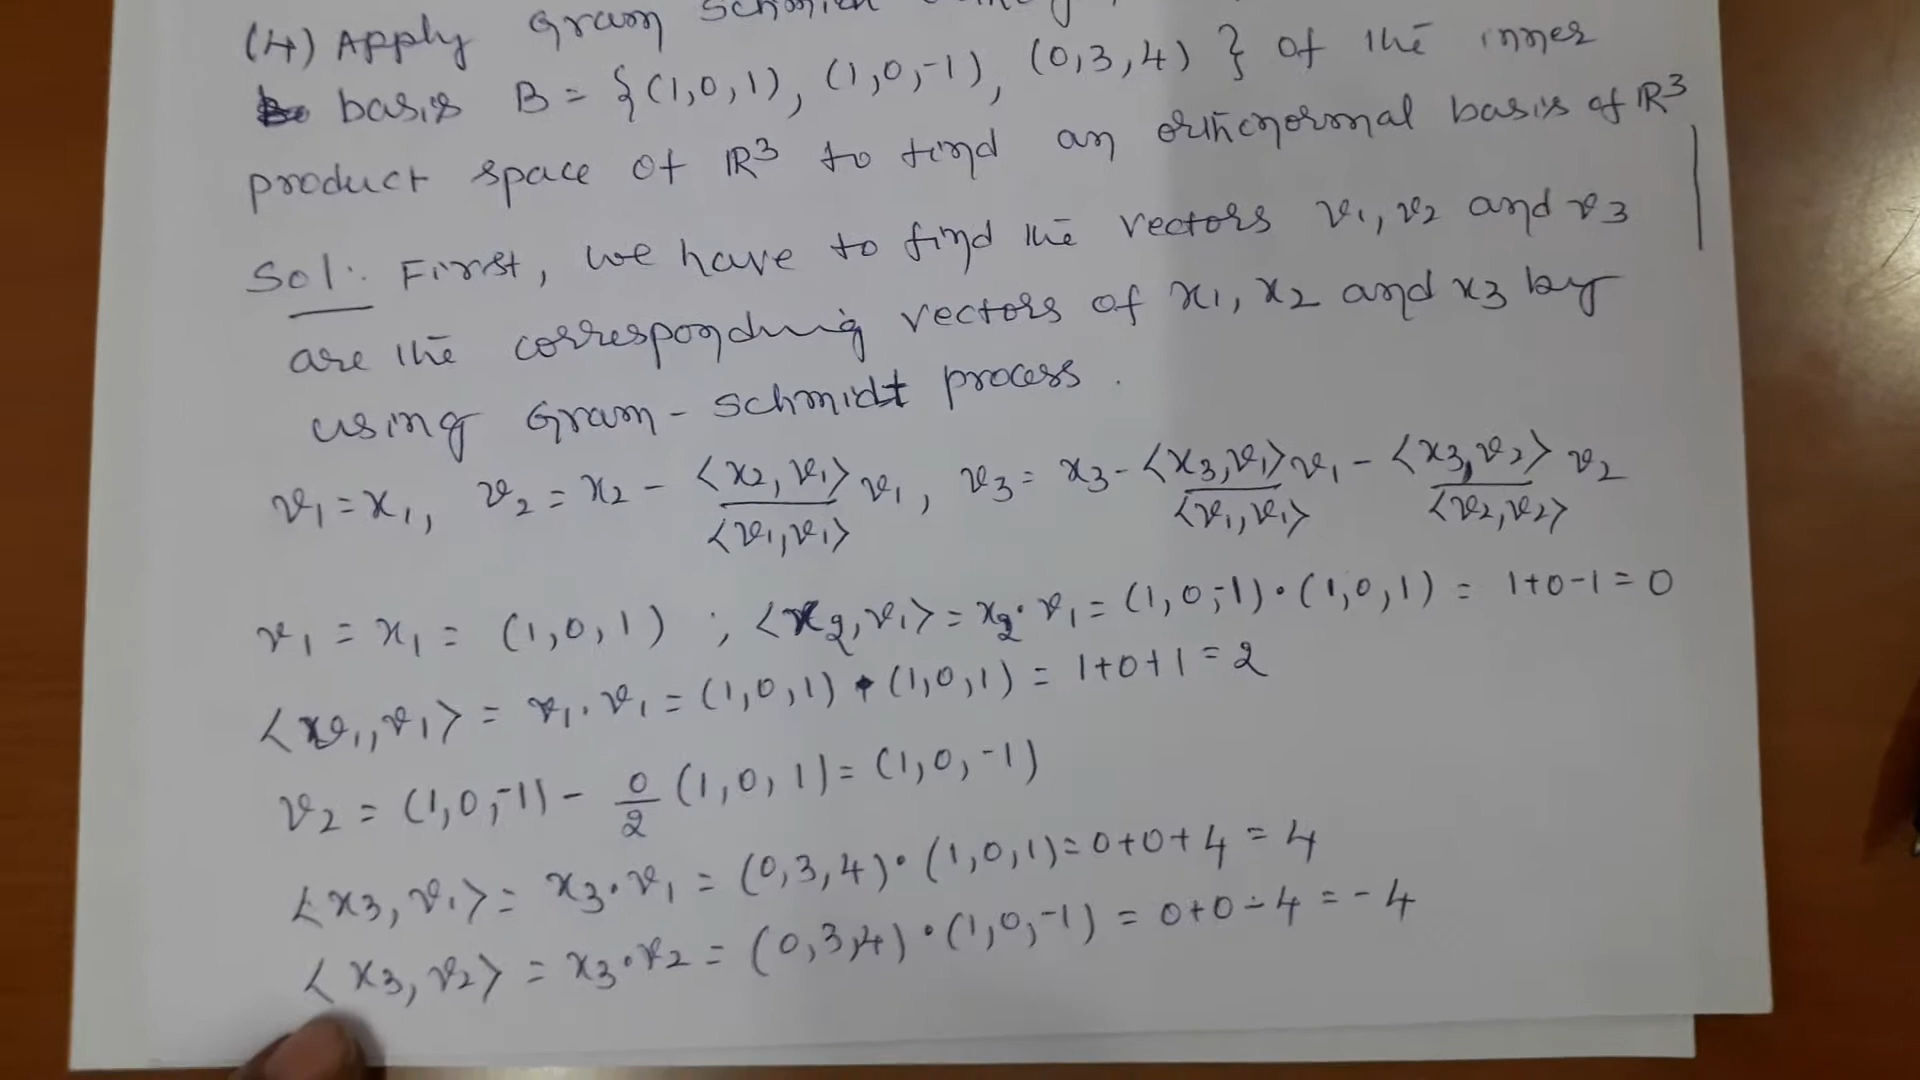 (4) Apply Gram Schmidt
basis B = {(1,0,1), (1,0,-1), (0,3,4)} of the inner
product space of ℝ³ to find an orthonormal basis of ℝ³
Sol: First, we have to find the vectors v₁, v₂ and v₃
are the corresponding vectors of x₁, x₂ and x₃ by
using Gram-Schmidt process.
v₁ = x₁, v₂ = x₂ - <x₂, v₁>/<v₁, v₁> v₁, v₃ = x₃ - <x₃, v₁>/<v₁, v₁> v₁ - <x₃, v₂>/<v₂, v₂> v₂
v₁ = x₁ = (1,0,1) ; <x₂, v₁> = x₂·v₁ = (1,0,-1)·(1,0,1) = 1+0-1 = 0
<v₁, v₁> = v₁·v₁ = (1,0,1)·(1,0,1) = 1+0+1 = 2
v₂ = (1,0,-1) - 0/2 (1,0,1) = (1,0,-1)
<x₃, v₁> = x₃·v₁ = (0,3,4)·(1,0,1) = 0+0+4 = 4
<x₃, v₂> = x₃·v₂ = (0,3,4)·(1,0,-1) = 0+0-4 = -4